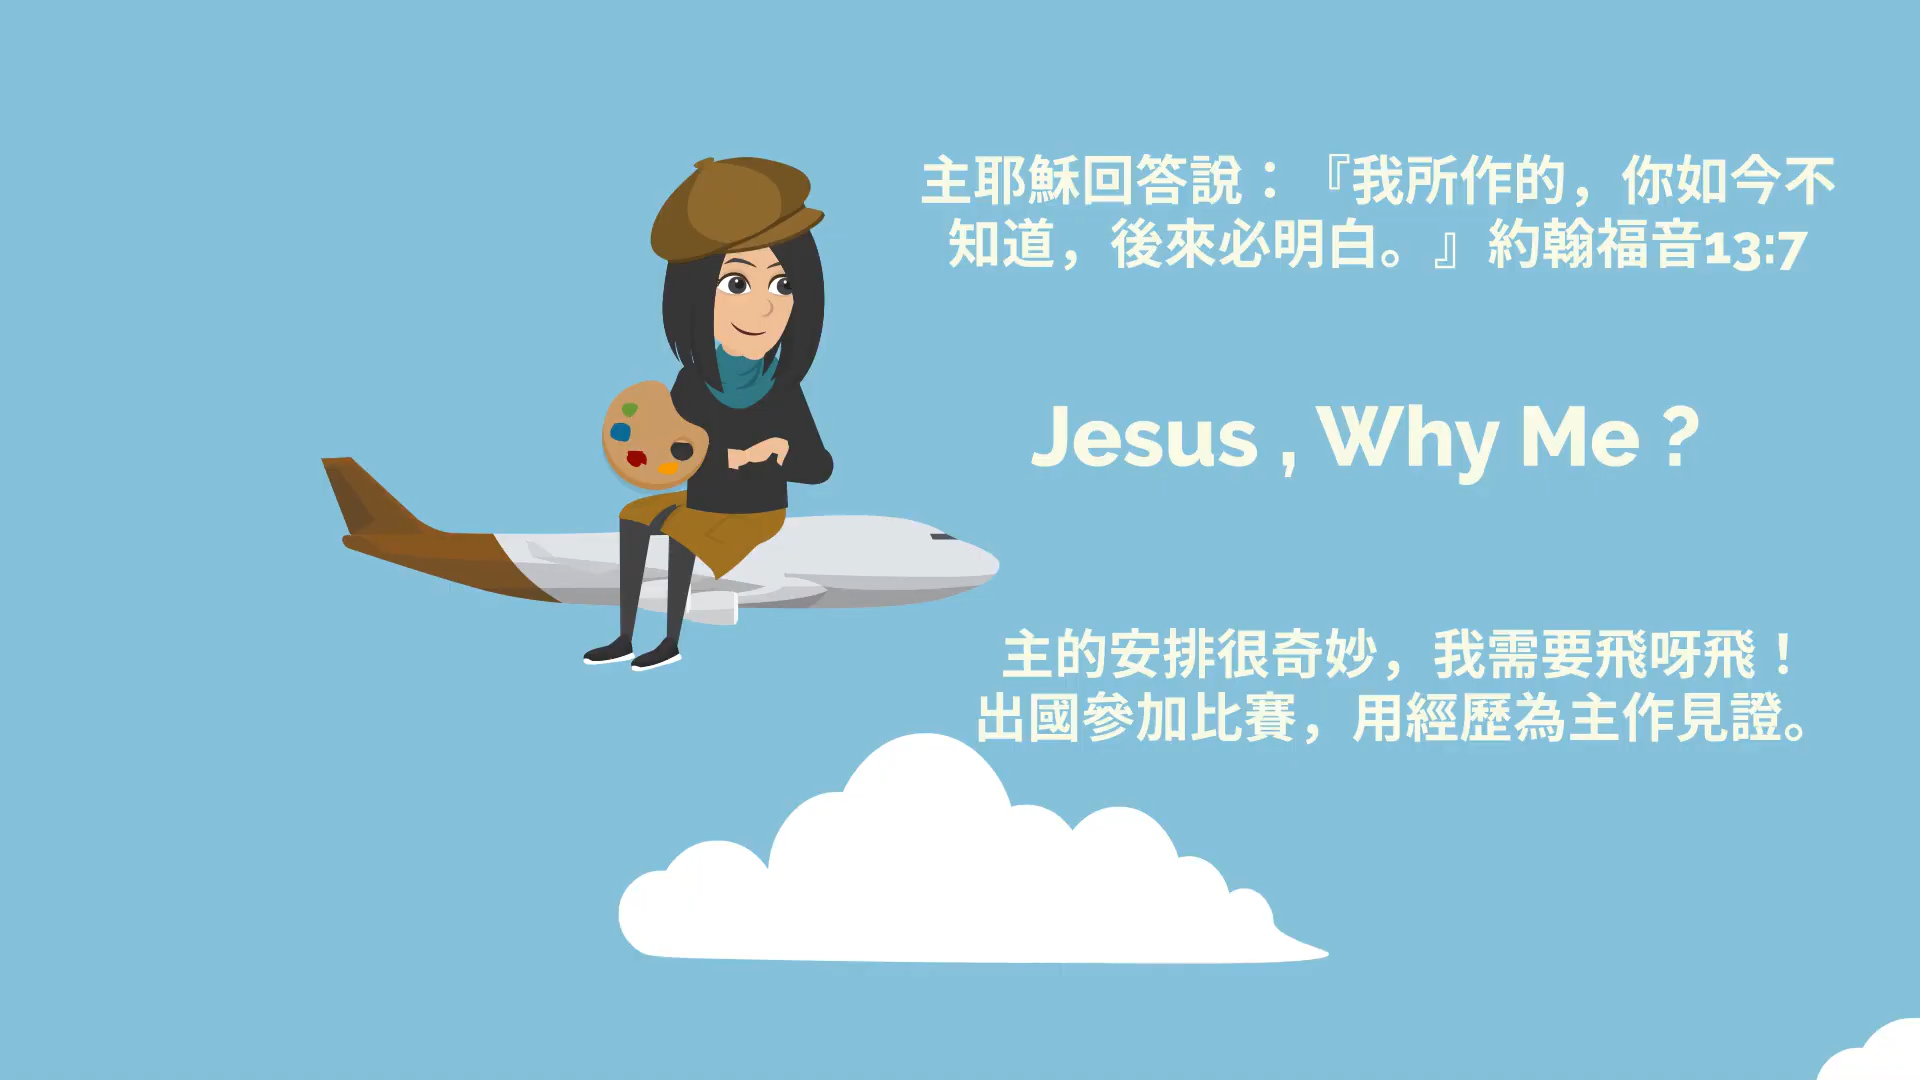 主耶穌回答說：『我所作的，你如今不
知道，後來必明白。』約翰福音13:7
Jesus , Why Me ?
主的安排很奇妙，我需要飛呀飛！
出國參加比賽，用經歷為主作見證。